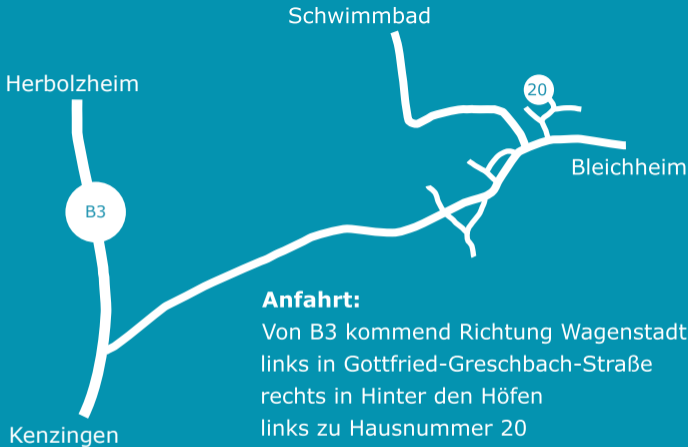 Schwimmbad
Herbolzheim
20
Bleichheim
B3
Anfahrt:
Von B3 kommend Richtung Wagenstadt
links in Gottfried-Greschbach-Straße
rechts in Hinter den Höfen
links zu Hausnummer 20
Kenzingen